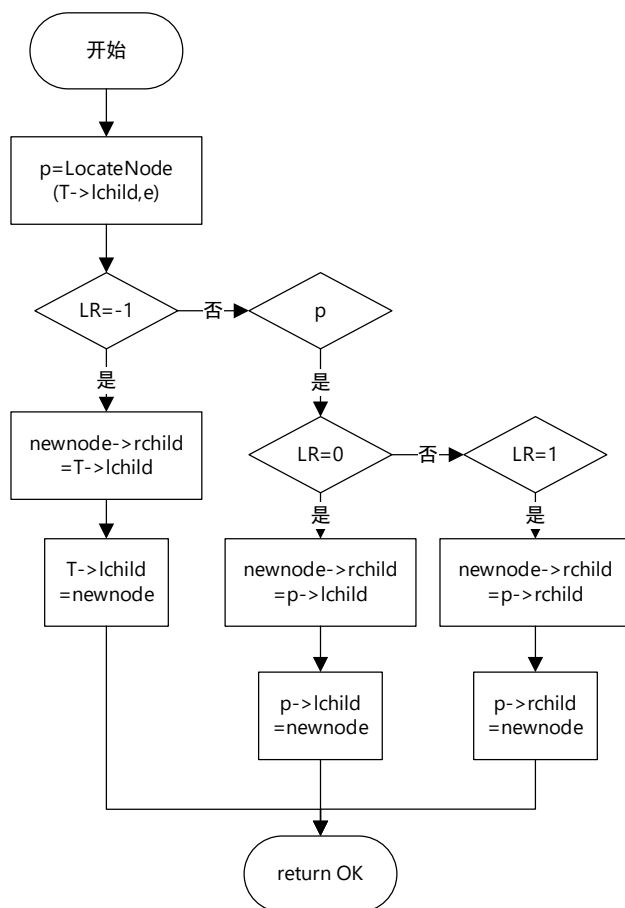 开始
p=LocateNode
(T->lchild,e)
LR=-1
否
p
是
是
newnode->rchild
=T->lchild
LR=0
否
LR=1
是
是
T->lchild
=newnode
newnode->rchild
=p->lchild
newnode->rchild
=p->rchild
p->lchild
=newnode
p->rchild
=newnode
return OK